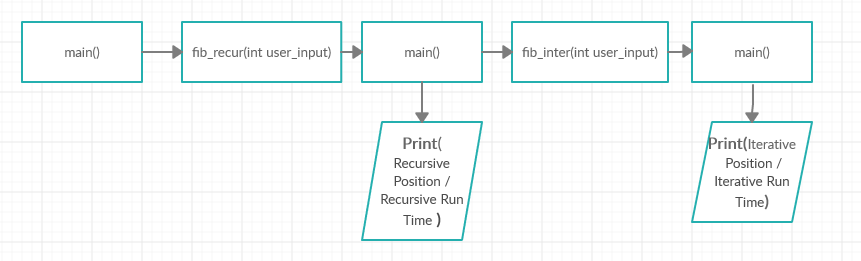 main()
fib_recur(int user_input)
main()
fib_inter(int user_input)
main()
Print(
Recursive
Position /
Recursive Run
Time )
Print(Iterative
Position /
Iterative Run
Time)